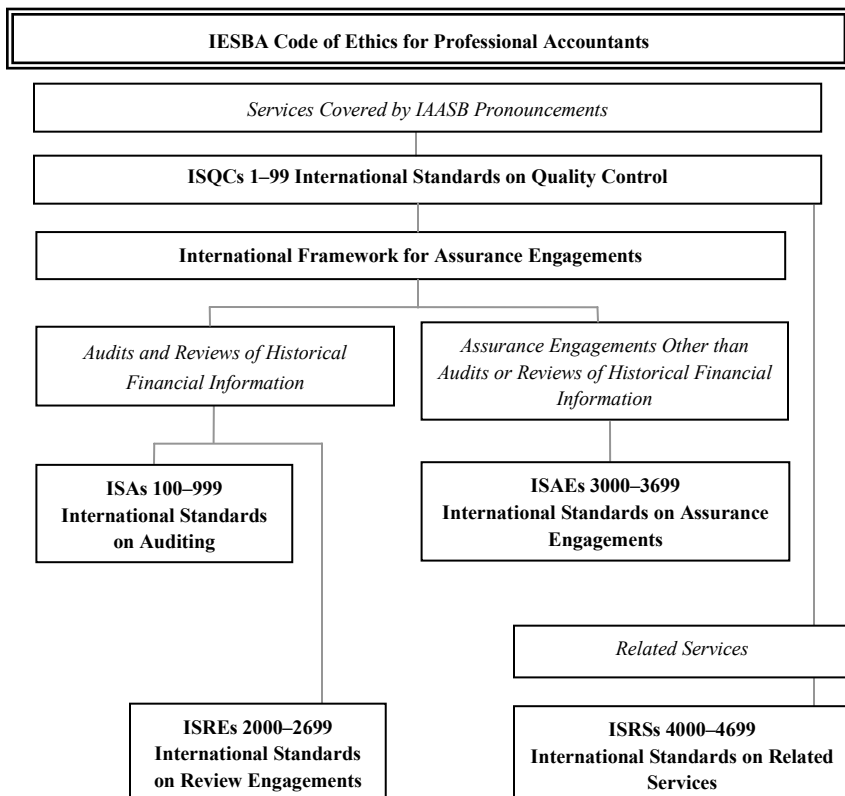 IESBA Code of Ethics for Professional Accountants
Services Covered by IAASB Pronouncements
ISQCs 1–99 International Standards on Quality Control
International Framework for Assurance Engagements
Audits and Reviews of Historical
Financial Information
Assurance Engagements Other than
Audits or Reviews of Historical Financial
Information
ISAs 100–999
International Standards
on Auditing
ISAEs 3000–3699
International Standards on Assurance
Engagements
Related Services
ISREs 2000–2699
International Standards
on Review Engagements
ISRSs 4000–4699
International Standards on Related
Services